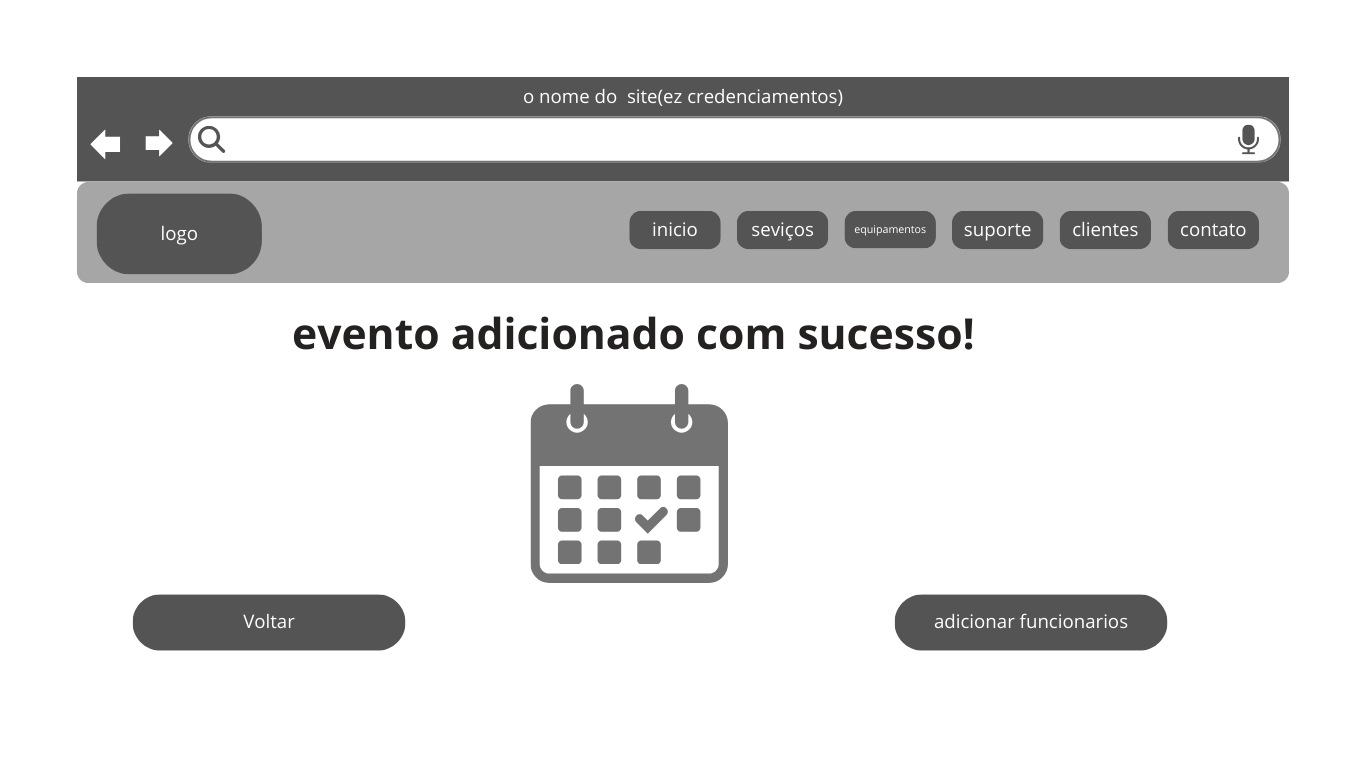 o nome do  site(ez credenciamentos)
logo
inicio
seviços
equipamentos
suporte
clientes
contato
evento adicionado com sucesso!
Voltar
adicionar funcionarios